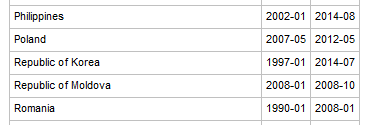 Philippines 2002-01 2014-08
Poland 2007-05 2012-05
Republic of Korea 1997-01 2014-07
Republic of Moldova 2008-01 2008-10
Romania 1990-01 2008-01